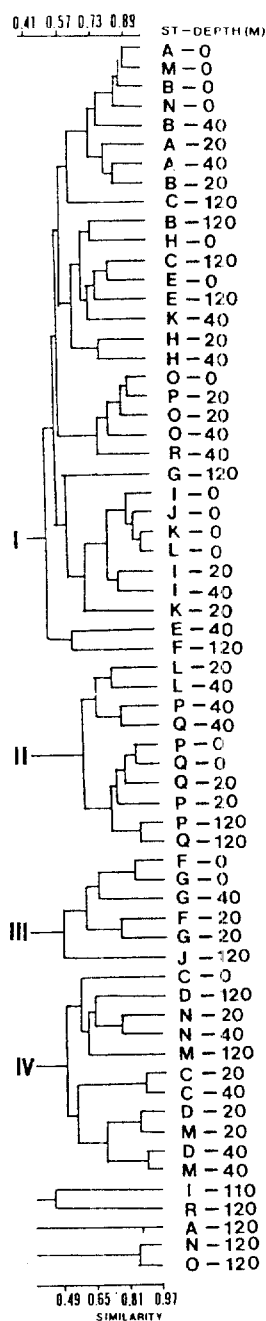 0.41 0.57 0.73 0.89 ST-DEPTH(M)
A-0
M-0
B-0
N-0
B-40
A-20
A-40
B-20
C-120
B-120
H-0
C-120
E-0
E-120
K-40
H-20
H-40
O-0
P-20
O-20
O-40
R-40
G-120
I-0
J-0
K-0
I
L-0
I-20
I-40
K-20
E-40
F-120
L-20
L-40
P-40
Q-40
P-0
II
Q-0
Q-20
P-20
P-120
Q-120
F-0
G-0
G-40
F-20
III
G-20
J-120
C-0
D-120
N-20
N-40
M-120
IV
C-20
C-40
D-20
M-20
D-40
M-40
I-110
R-120
A-120
N-120
O-120
0.49 0.65 0.81 0.97
SIMILARITY